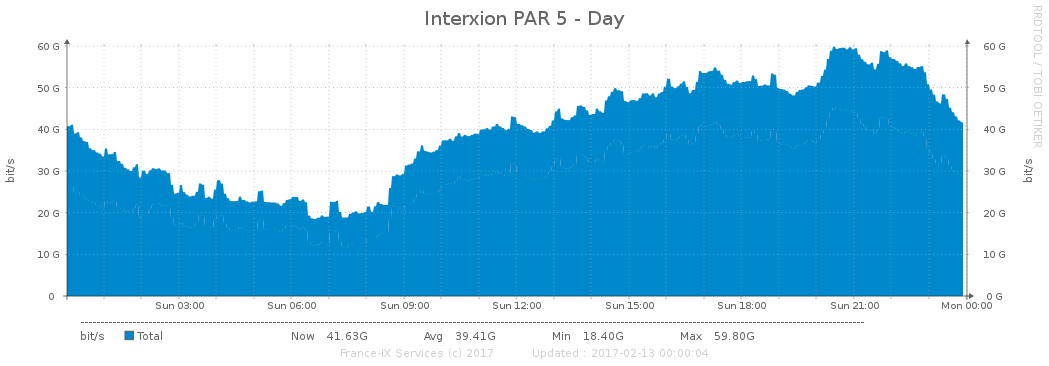 Interxion PAR 5 - Day
RRDTOOL / TOBI OETIKER
60 G 60 G
50 G 50 G
40 G 40 G
30 G 30 G
20 G 20 G
10 G 10 G
0 0 G
bit/s
bit/s
Sun 03:00 Sun 06:00 Sun 09:00 Sun 12:00 Sun 15:00 Sun 18:00 Sun 21:00 Mon 00:00
bit/s Total Now 41.63G Avg 39.41G Min 18.40G Max 59.80G
France-IX Services (c) 2017 Updated : 2017-02-13 00:00:04